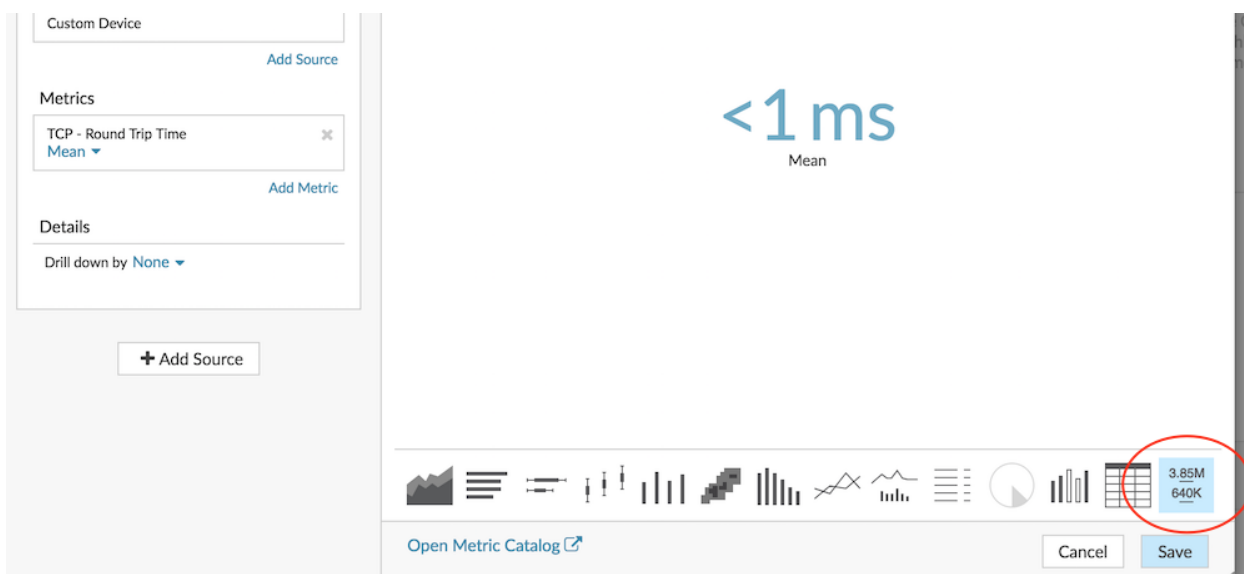 Custom Device
Add Source
Metrics
TCP - Round Trip Time
Mean
Add Metric
Details
Drill down by None
+ Add Source
<1 ms
Mean
3.85M
640K
Open Metric Catalog
Cancel
Save